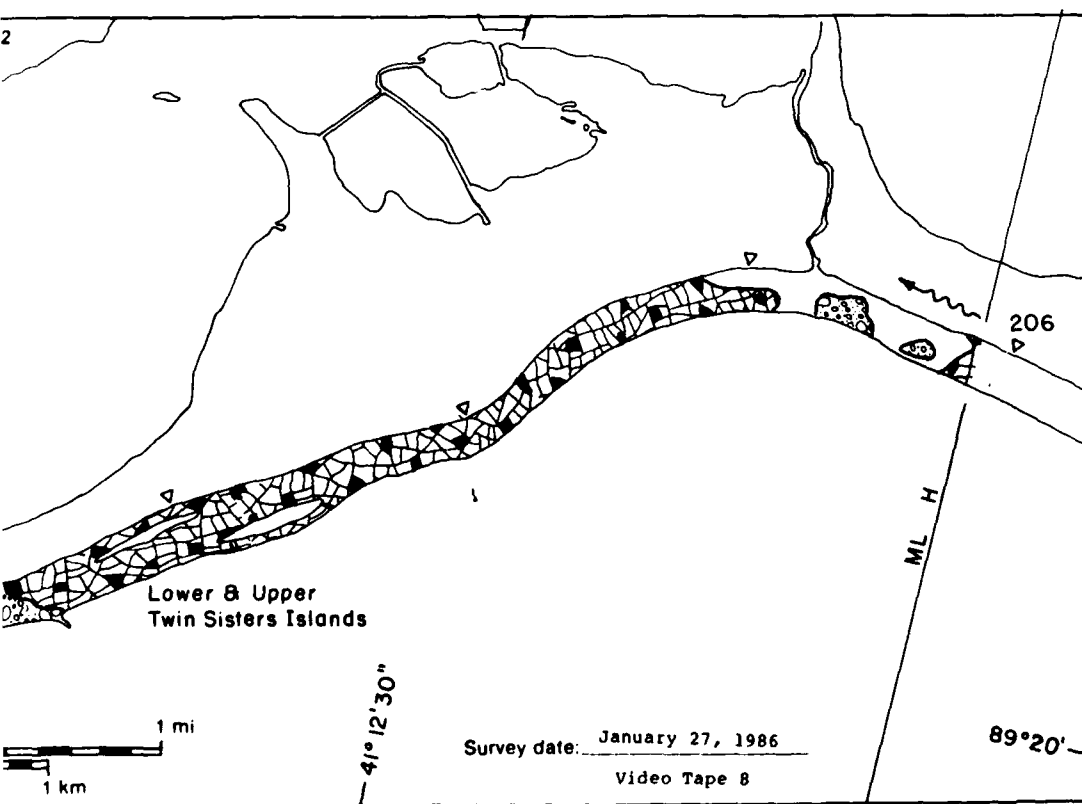 2
206
ML H
Lower & Upper
Twin Sisters Islands
1 mi
1 km
41° 12'30"
Survey date: January 27, 1986
Video Tape 8
89°20'